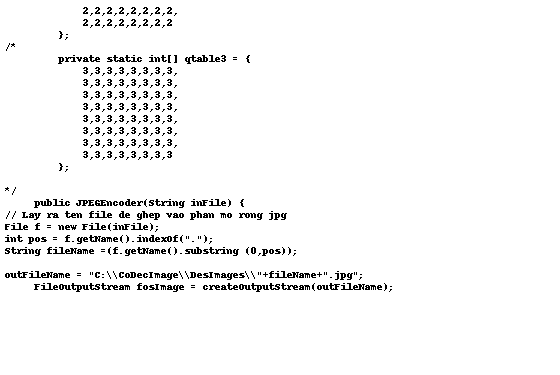 2,2,2,2,2,2,2,2,
2,2,2,2,2,2,2,2
};
/*
private static int[] qtable3 = {
3,3,3,3,3,3,3,3,
3,3,3,3,3,3,3,3,
3,3,3,3,3,3,3,3,
3,3,3,3,3,3,3,3,
3,3,3,3,3,3,3,3,
3,3,3,3,3,3,3,3,
3,3,3,3,3,3,3,3,
3,3,3,3,3,3,3,3
};
*/
public JPEGEncoder(String inFile) {
// Lay ra ten file de ghep vao phan mo rong jpg
File f = new File(inFile);
int pos = f.getName().indexOf(".");
String fileName =(f.getName().substring (0,pos));
outFileName = "C:\\CoDecImage\\DesImages\\"+fileName+".jpg";
FileOutputStream fosImage = createOutputStream(outFileName);